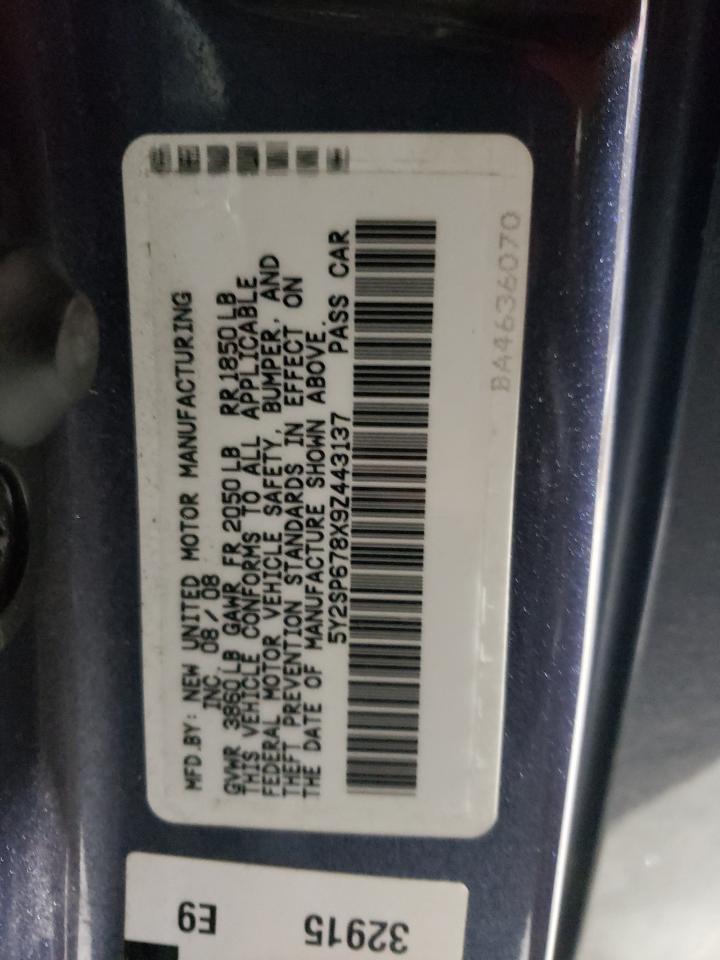 MFD.BY: NEW UNITED MOTOR MANUFACTURING
INC. 08/08
GVWR 3860LB GAWR FR 2050LB RR1850LB
THIS VEHICLE CONFORMS TO ALL APPLICABLE
FEDERAL MOTOR VEHICLE SAFETY, BUMPER, AND
THEFT PREVENTION STANDARDS IN EFFECT ON
THE DATE OF MANUFACTURE SHOWN ABOVE.
5Y2SP678X9Z443137 PASS CAR
BA4636070
E9
32915